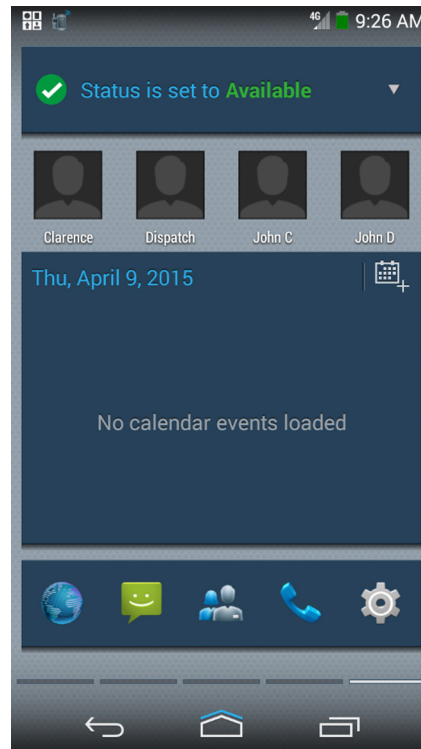 4G 9:26 AM
Status is set to Available
Clarence Dispatch John C John D
Thu, April 9, 2015
No calendar events loaded